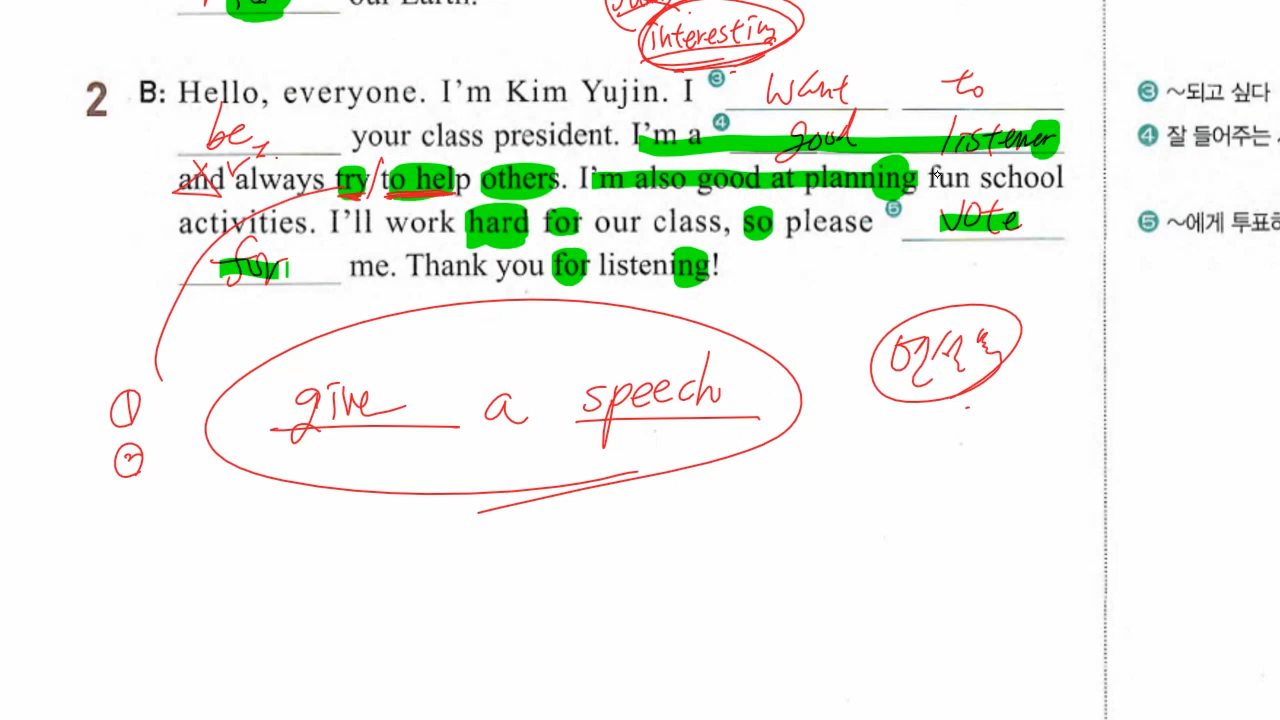 our Earth.
interesting
2 B: Hello, everyone. I'm Kim Yujin. I ③ want to
be your class president. I'm a ④ good listener
and always try to help others. I'm also good at planning fun school
activities. I'll work hard for our class, so please ⑤ vote
for me. Thank you for listening!
③ ~되고 싶다
④ 잘 들어주는
⑤ ~에게 투표하
① 
②
give a speech